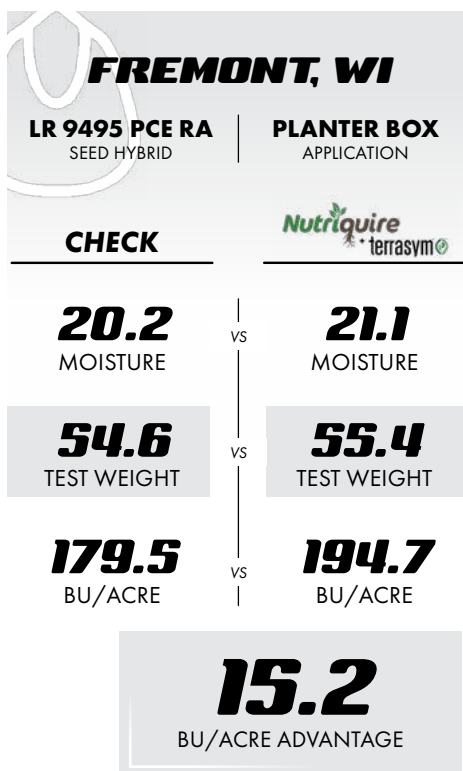 FREMONT, WI
LR 9495 PCE RA
SEED HYBRID
PLANTER BOX
APPLICATION
CHECK
Nutriquire
+ terrasym
20.2
MOISTURE
vs
21.1
MOISTURE
54.6
TEST WEIGHT
vs
55.4
TEST WEIGHT
179.5
BU/ACRE
vs
194.7
BU/ACRE
15.2
BU/ACRE ADVANTAGE